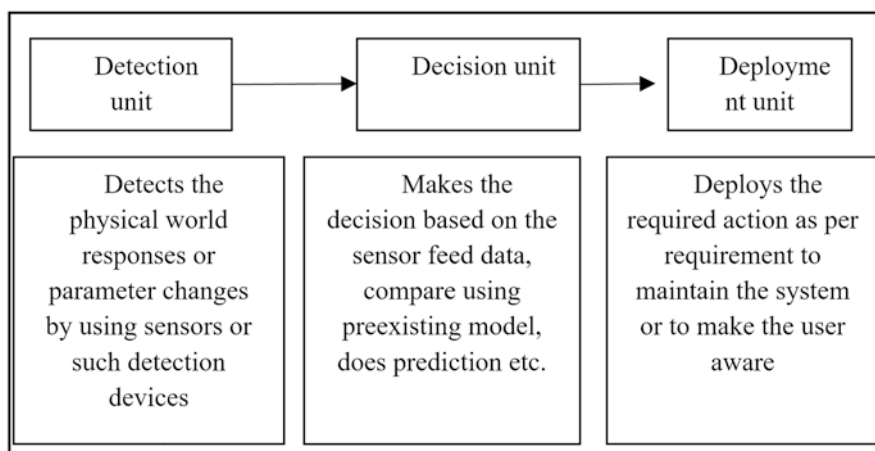 Detection
unit
Decision unit
Deployme
nt unit
Detects the
physical world
responses or
parameter changes
by using sensors or
such detection
devices
Makes the
decision based on the
sensor feed data,
compare using
preexisting model,
does prediction etc.
Deploys the
required action as per
requirement to
maintain the system
or to make the user
aware